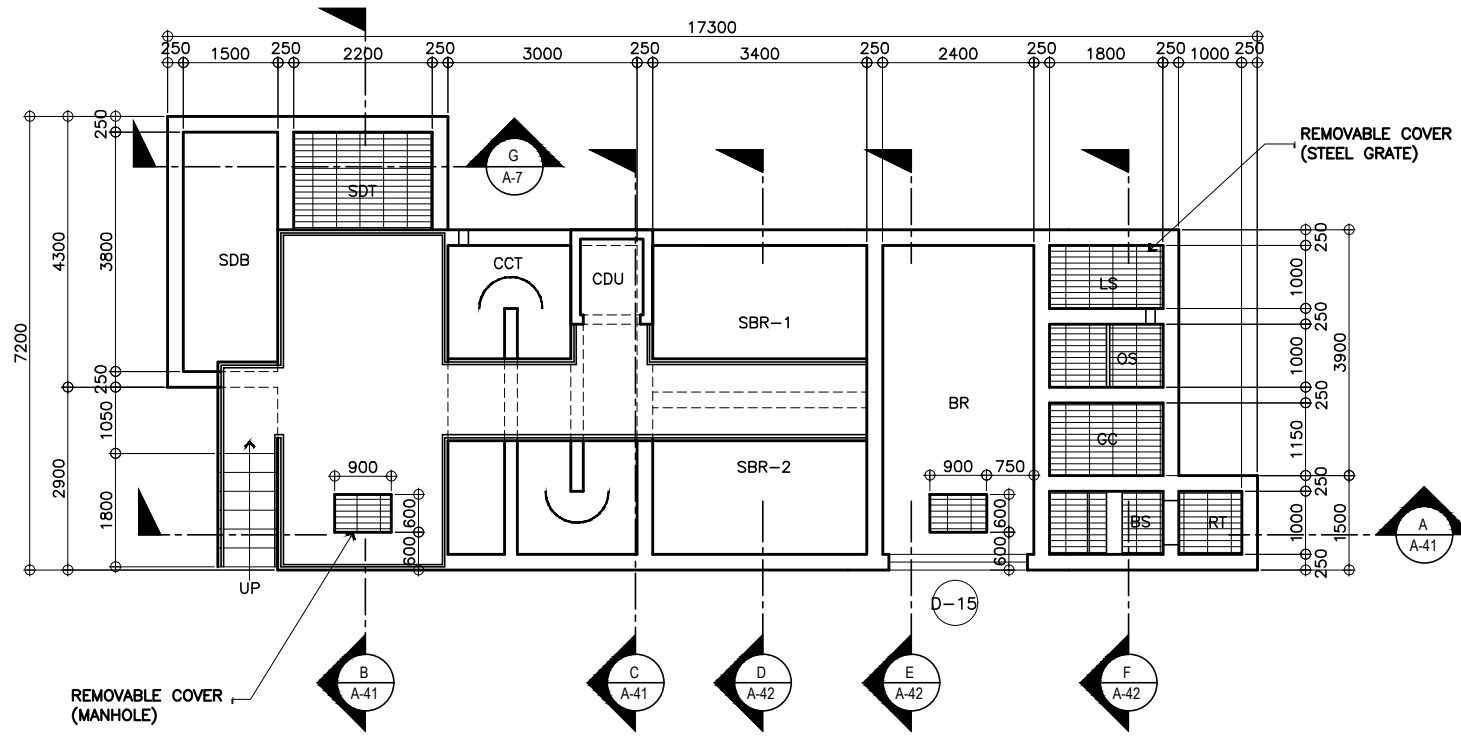 17300
250 1500 250 2200 250 3000 250 3400 250 2400 250 1800 250 1000 250
7200
4300
2900
250
3800
250
1050
1800
SDB
SDT
G
A-7
CCT
CDU
SBR-1
SBR-2
BR
LS
OS
GC
BS
RT
REMOVABLE COVER
(STEEL GRATE)
250
1000
250
1000
250
1150
250
1000
250
3900
1500
900
600
600
900
750
600
600
UP
D-15
A
A-41
B
A-41
C
A-41
D
A-42
E
A-42
F
A-42
REMOVABLE COVER
(MANHOLE)